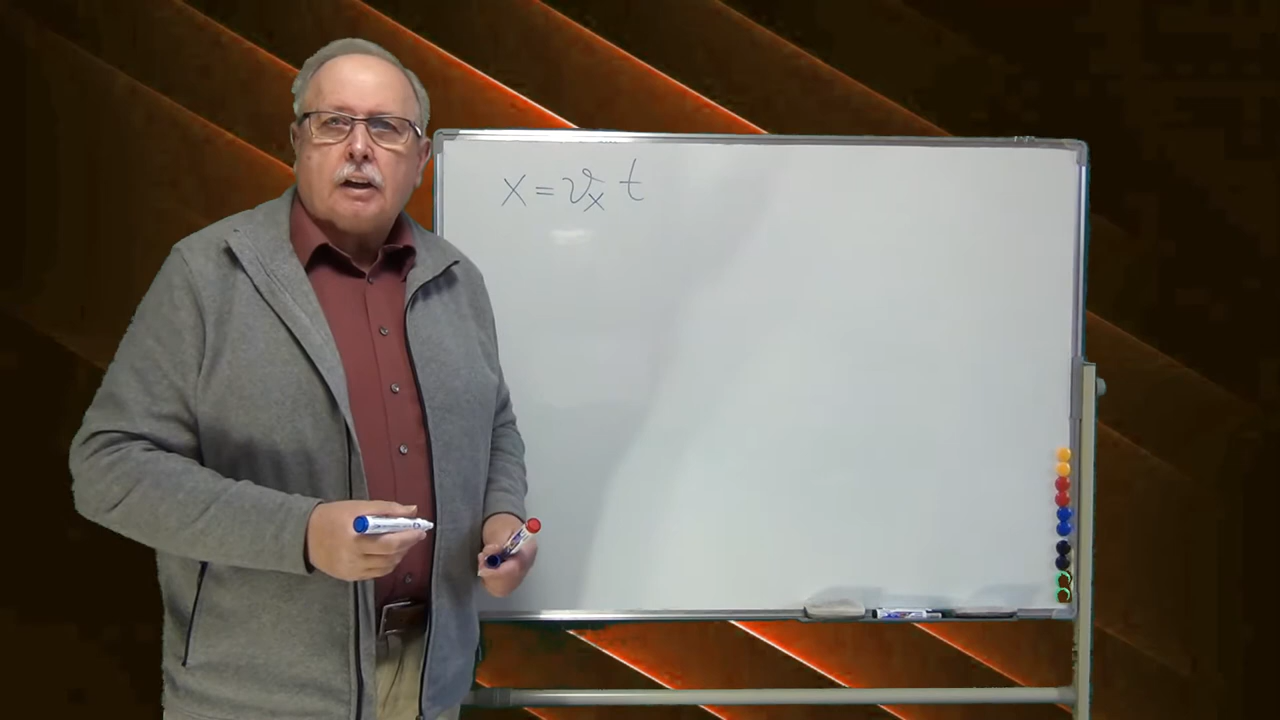 x = vₓ t